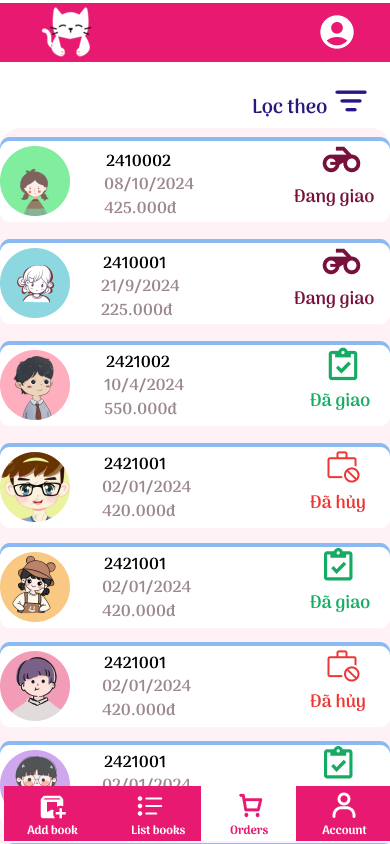 Lọc theo
2410002
08/10/2024
425.000đ
Đang giao
2410001
21/9/2024
225.000đ
Đang giao
2421002
10/4/2024
550.000đ
Đã giao
2421001
02/01/2024
420.000đ
Đã hủy
2421001
02/01/2024
420.000đ
Đã giao
2421001
02/01/2024
420.000đ
Đã hủy
2421001
02/01/2024
Add book
List books
Orders
Account